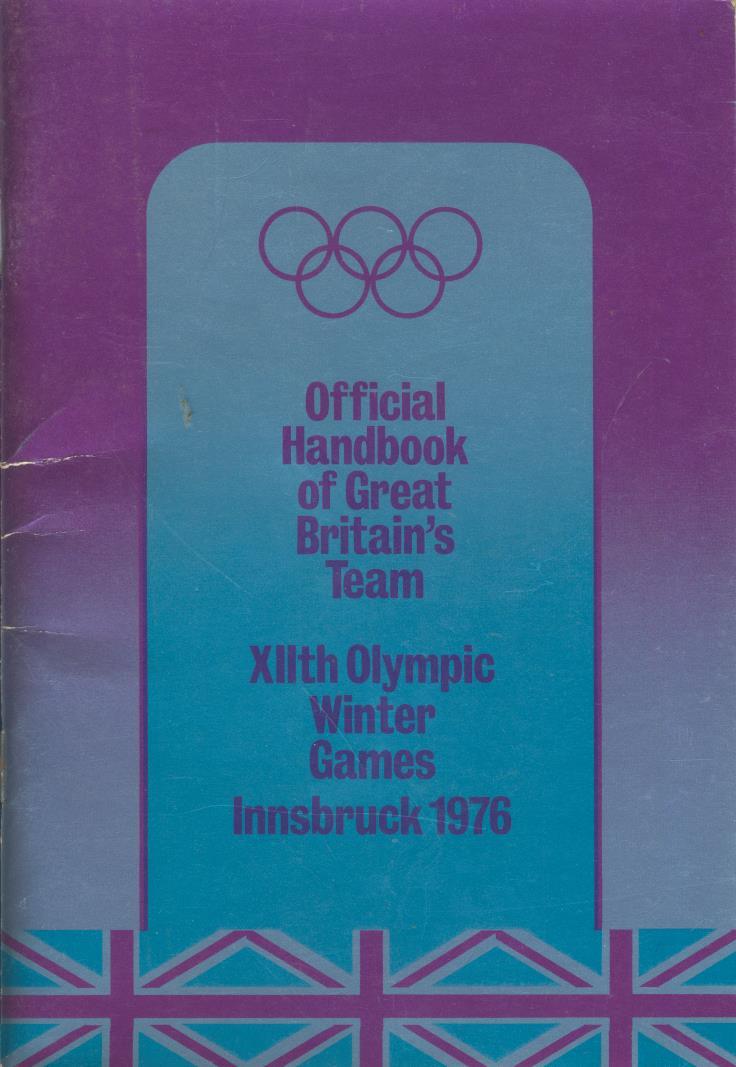 Official
Handbook
of Great
Britain's
Team
XIIth Olympic
Winter
Games
Innsbruck 1976